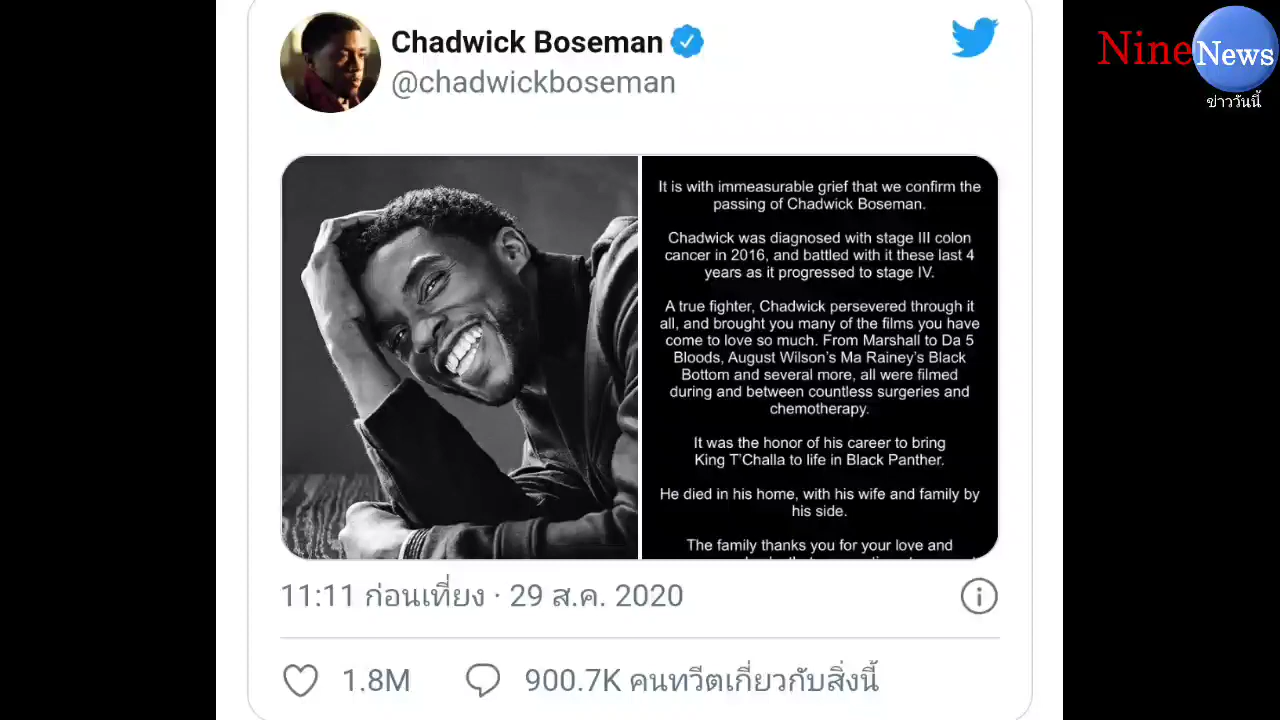 Chadwick Boseman
@chadwickboseman
NineNews
ข่าววันนี้
It is with immeasurable grief that we confirm the
passing of Chadwick Boseman.
Chadwick was diagnosed with stage III colon
cancer in 2016, and battled with it these last 4
years as it progressed to stage IV.
A true fighter, Chadwick persevered through it
all, and brought you many of the films you have
come to love so much. From Marshall to Da 5
Bloods, August Wilson's Ma Rainey's Black
Bottom and several more, all were filmed
during and between countless surgeries and
chemotherapy.
It was the honor of his career to bring
King T'Challa to life in Black Panther.
He died in his home, with his wife and family by
his side.
The family thanks you for your love and
11:11 ก่อนเที่ยง · 29 ส.ค. 2020
1.8M
900.7K คนทวีตเกี่ยวกับสิ่งนี้